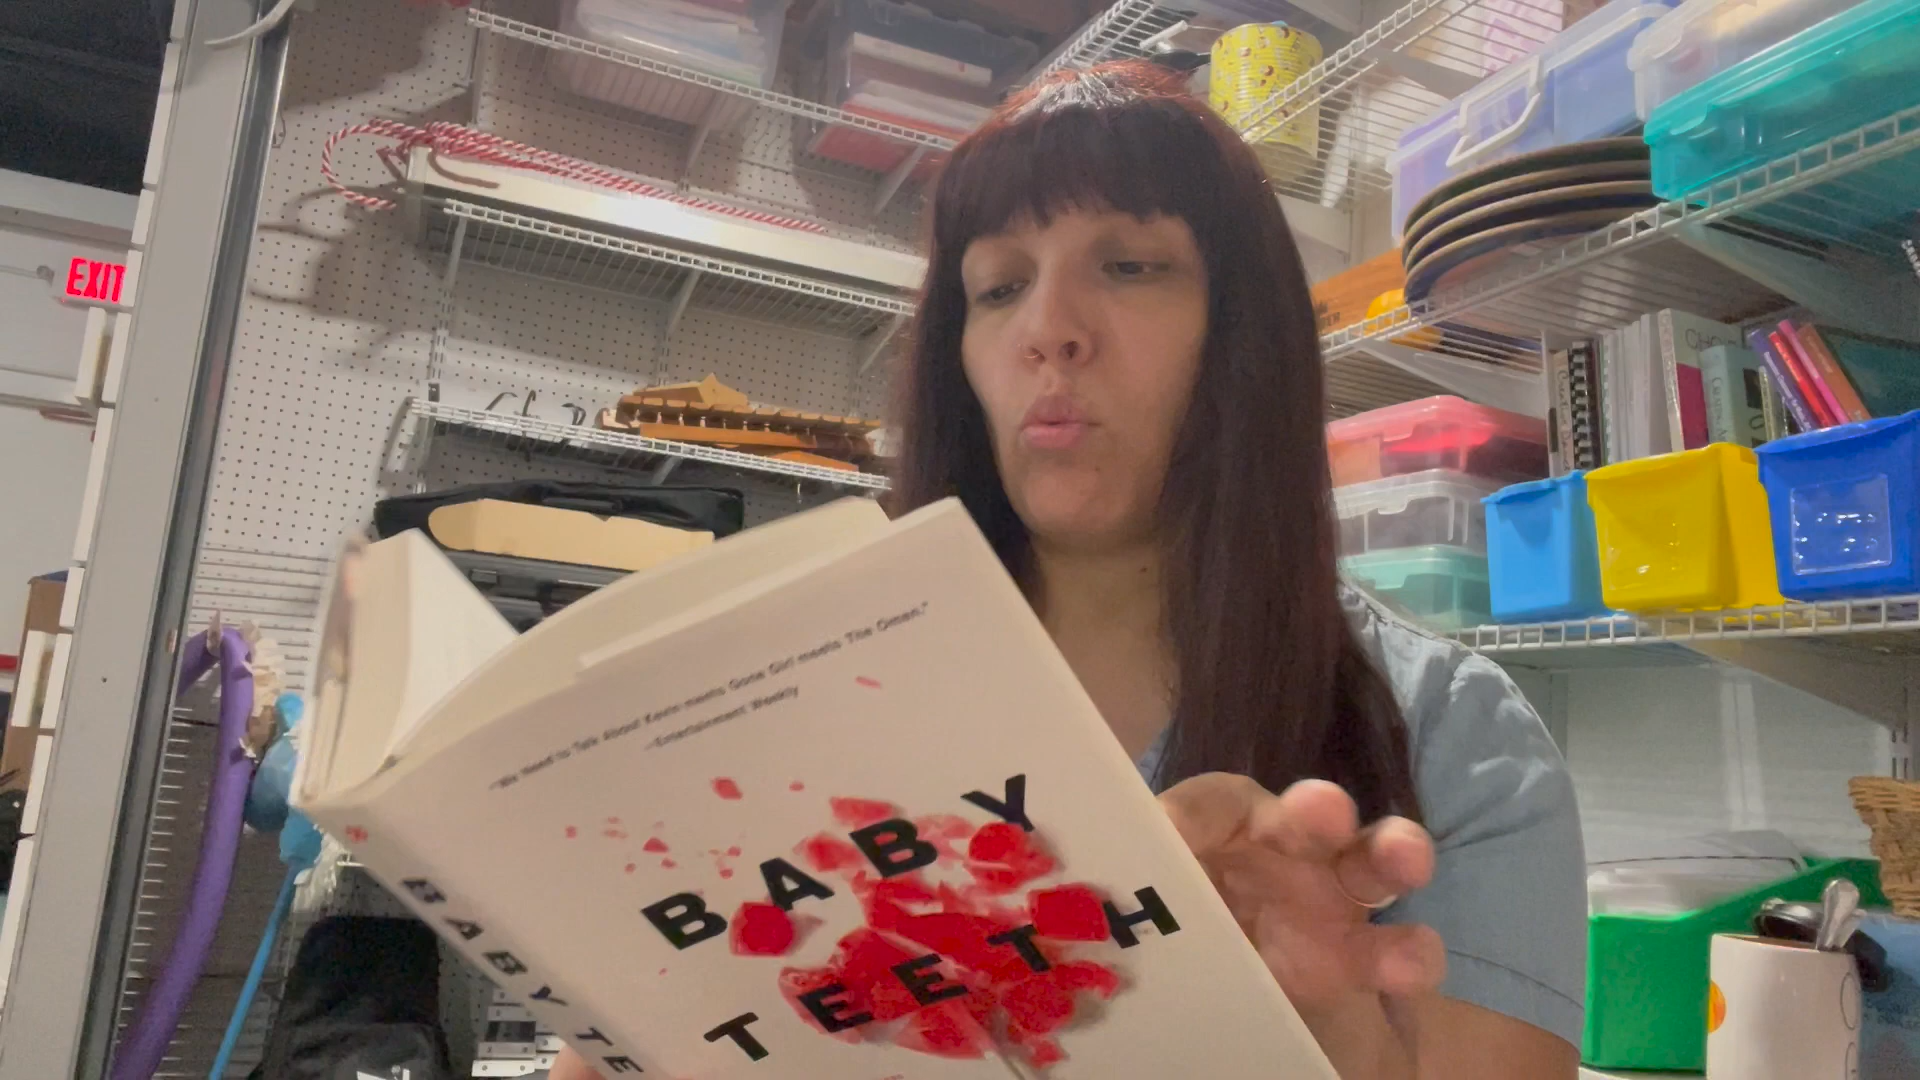 EXIT
"We Need to Talk About Kevin meets Gone Girl meets The Omen."
—Entertainment Weekly
BABY
TEETH
BABY TE